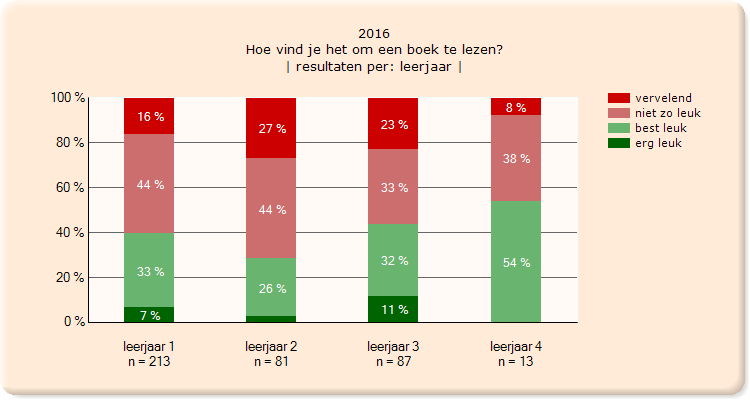 2016
Hoe vind je het om een boek te lezen?
| resultaten per: leerjaar |
100 %
80 %
60 %
40 %
20 %
0 %
16 %
44 %
33 %
7 %
27 %
44 %
26 %
23 %
33 %
32 %
11 %
8 %
38 %
54 %
leerjaar 1
n = 213
leerjaar 2
n = 81
leerjaar 3
n = 87
leerjaar 4
n = 13
vervelend
niet zo leuk
best leuk
erg leuk